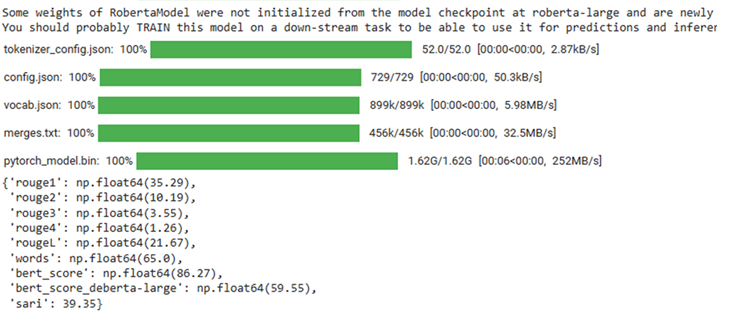 Some weights of RobertaModel were not initialized from the model checkpoint at roberta-large and are newly
You should probably TRAIN this model on a down-stream task to be able to use it for predictions and
tokenizer_config.json: 100% 52.0/52.0 [00:00<00:00, 2.87kB/s]
config.json: 100% 729/729 [00:00<00:00, 50.3kB/s]
vocab.json: 100% 899k/899k [00:00<00:00, 5.98MB/s]
merges.txt: 100% 456k/456k [00:00<00:00, 32.5MB/s]
pytorch_model.bin: 100% 1.62G/1.62G [00:06<00:00, 252MB/s]
{'rouge1': np.float64(35.29),
'rouge2': np.float64(10.19),
'rouge3': np.float64(3.55),
'rouge4': np.float64(1.26),
'rougeL': np.float64(21.67),
'words': np.float64(65.0),
'bert_score': np.float64(86.27),
'bert_score_deberta-large': np.float64(59.55),
'sari': 39.35}